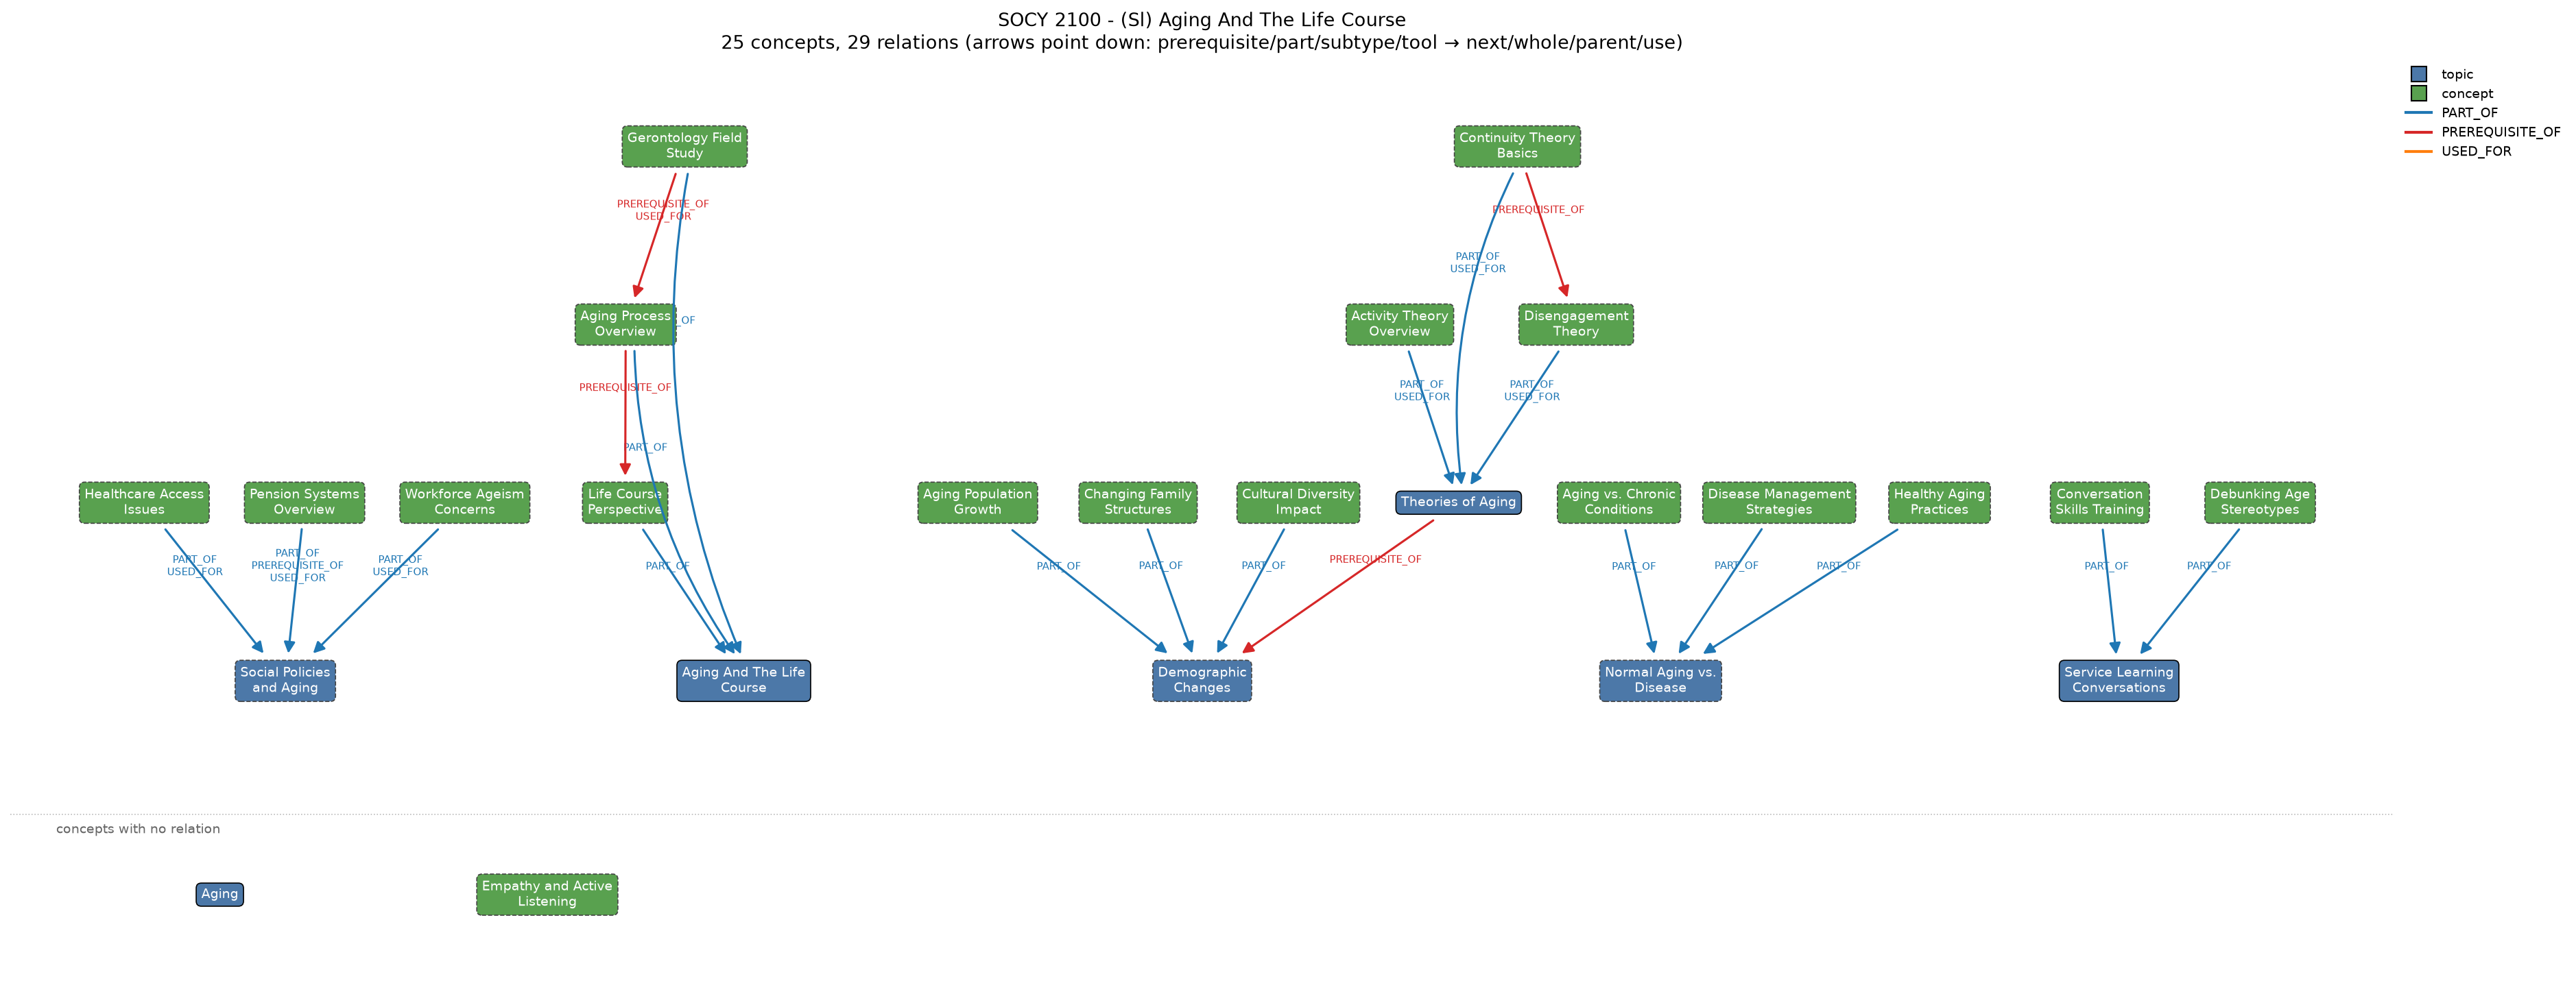 SOCY 2100 - (Sl) Aging And The Life Course
25 concepts, 29 relations (arrows point down: prerequisite/part/subtype/tool → next/whole/parent/use)
topic
concept
PART_OF
PREREQUISITE_OF
USED_FOR
Gerontology Field
Study
Continuity Theory
Basics
PREREQUISITE_OF
USED_FOR
PREREQUISITE_OF
PART_OF
USED_FOR
Aging Process
Overview
_OF
Activity Theory
Overview
Disengagement
Theory
PREREQUISITE_OF
PART_OF
USED_FOR
PART_OF
USED_FOR
PART_OF
Healthcare Access
Issues
Pension Systems
Overview
Workforce Ageism
Concerns
Life Course
Perspective
Aging Population
Growth
Changing Family
Structures
Cultural Diversity
Impact
Theories of Aging
Aging vs. Chronic
Conditions
Disease Management
Strategies
Healthy Aging
Practices
Conversation
Skills Training
Debunking Age
Stereotypes
PART_OF
USED_FOR
PART_OF
PREREQUISITE_OF
USED_FOR
PART_OF
USED_FOR
PART_OF
PART_OF
PART_OF
PART_OF
PREREQUISITE_OF
PART_OF
PART_OF
PART_OF
PART_OF
PART_OF
Social Policies
and Aging
Aging And The Life
Course
Demographic
Changes
Normal Aging vs.
Disease
Service Learning
Conversations
concepts with no relation
Aging
Empathy and Active
Listening